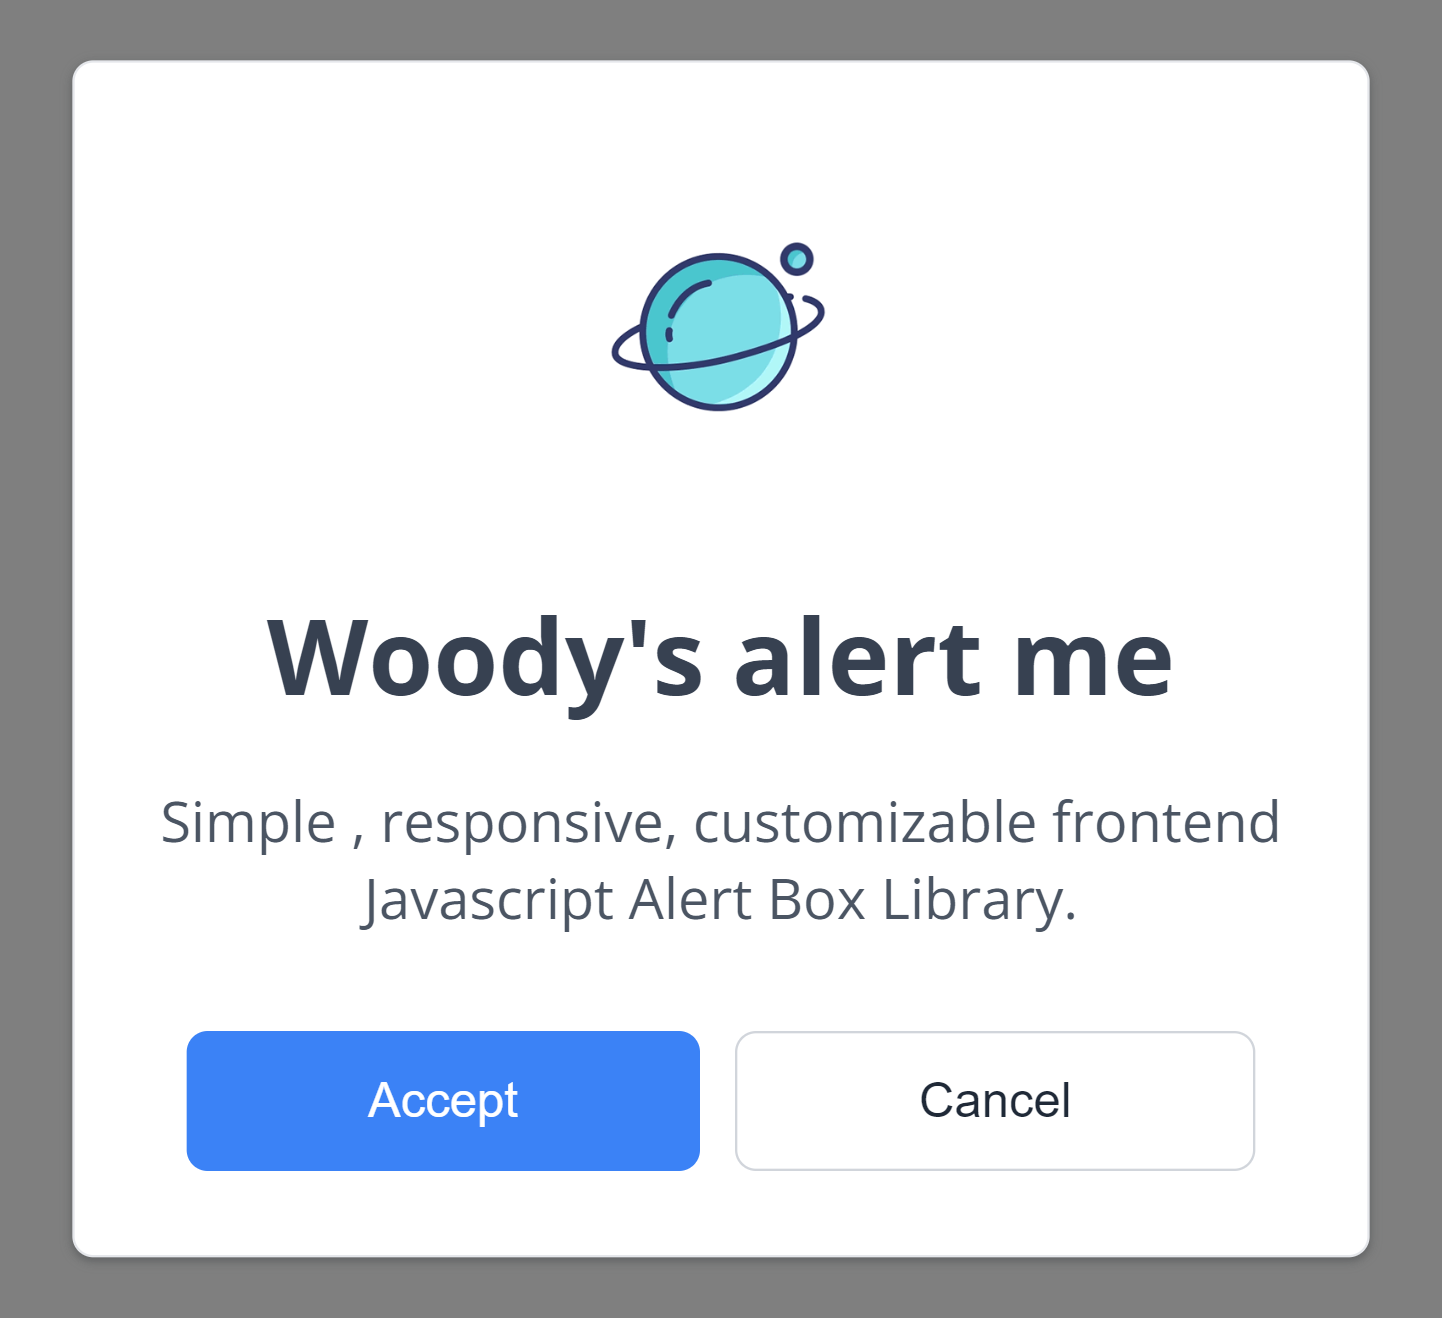 Woody's alert me
Simple , responsive, customizable frontend
Javascript Alert Box Library.
Accept
Cancel